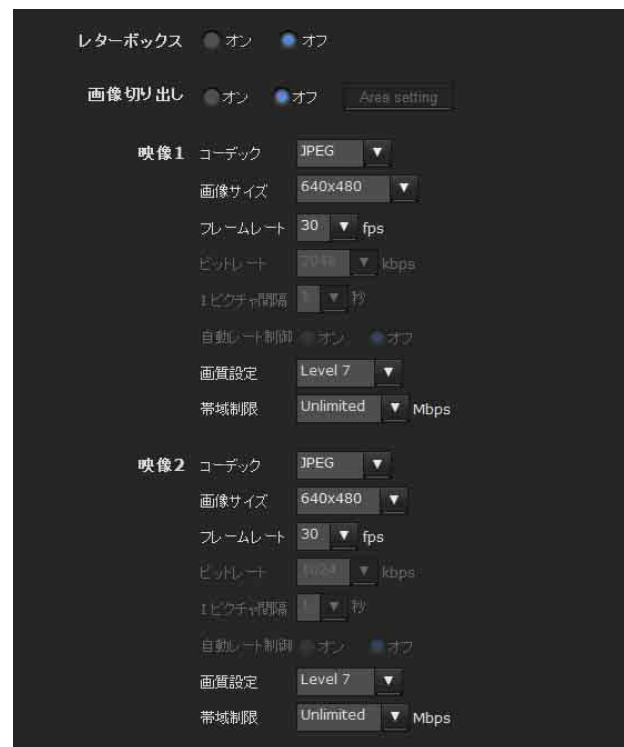 レターボックス オン オフ
画像切り出し オン オフ Area setting
映像1 コーデック JPEG
画像サイズ 640x480
フレームレート 30 fps
ビットレート 2048 kbps
Iピクチャ間隔 1 秒
自動レート制御 オン オフ
画質設定 Level 7
帯域制限 Unlimited Mbps
映像2 コーデック JPEG
画像サイズ 640x480
フレームレート 30 fps
ビットレート 1024 kbps
Iピクチャ間隔 1 秒
自動レート制御 オン オフ
画質設定 Level 7
帯域制限 Unlimited Mbps